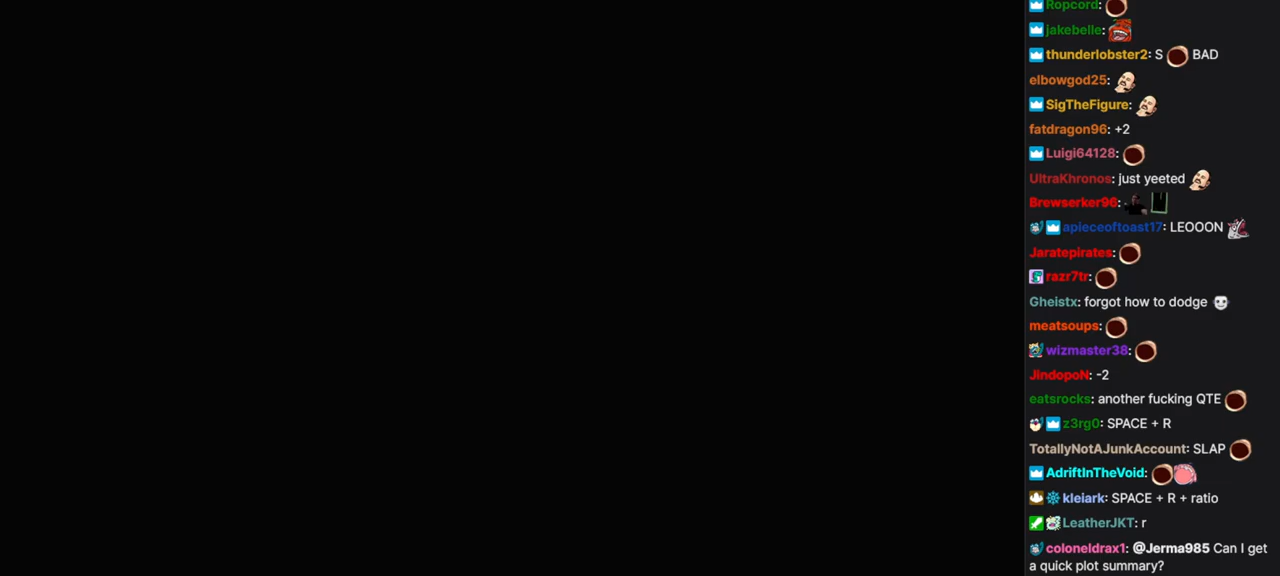 Ropcord:
jakebelle:
thunderlobster2: S BAD
elbowgod25:
SigTheFigure:
fatdragon96: +2
Luigi64128:
UltraKhronos: just yeeted
Brewserker96:
apieceoftoast17: LEOOON
Jaratepirates:
razr7tr:
Gheistx: forgot how to dodge
meatsoups:
wizmaster38:
JindopoN: -2
eatsrocks: another fucking QTE
z3rg0: SPACE + R
TotallyNotAJunkAccount: SLAP
AdriftInTheVoid:
kleiark: SPACE + R + ratio
LeatherJKT: r
coloneldrax1: @Jerma985 Can I get
a quick plot summary?